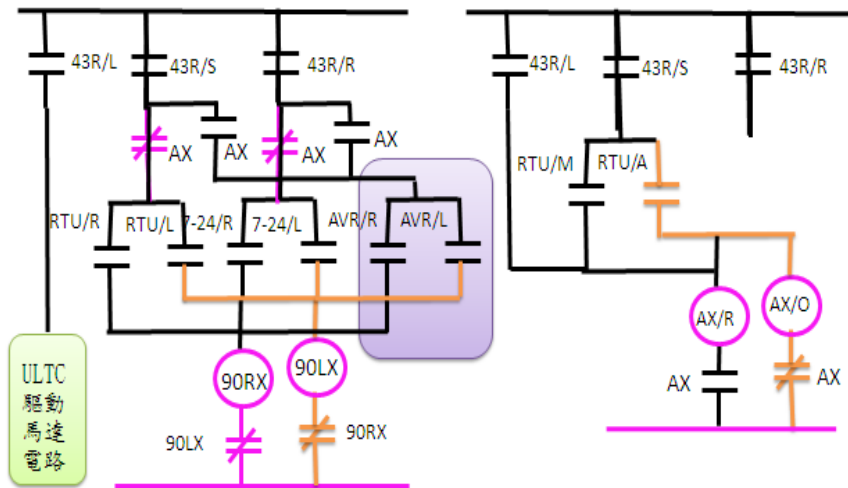 43R/L
43R/S
43R/R
AX
AX
AX
AX
RTU/R
RTU/L
7-24/R
7-24/L
AVR/R
AVR/L
ULTC
驅動
馬達
電路
90RX
90LX
90LX
90RX
43R/L
43R/S
43R/R
RTU/M
RTU/A
AX/R
AX/O
AX
AX